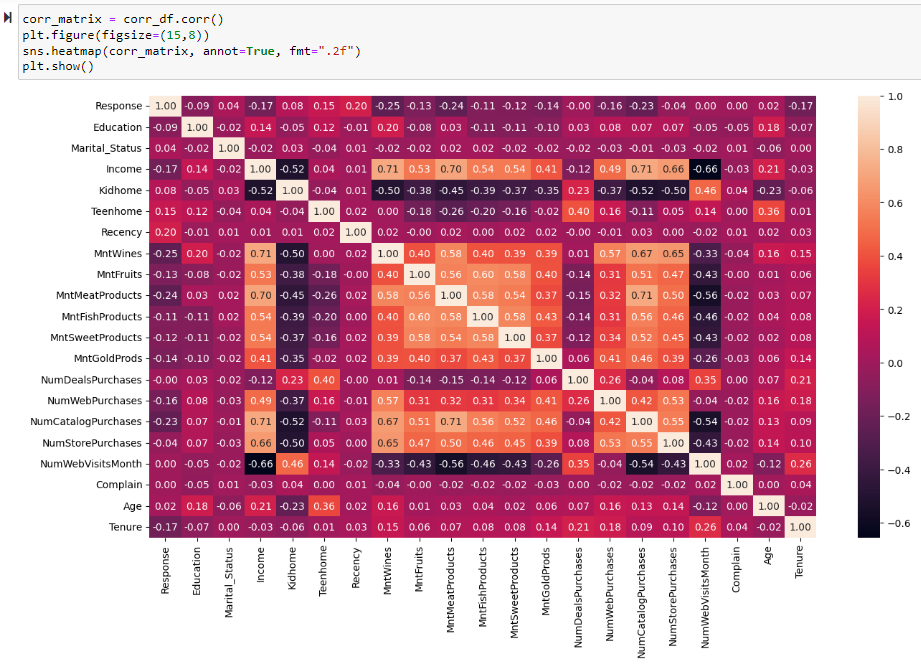 corr_matrix = corr_df.corr()
plt.figure(figsize=(15,8))
sns.heatmap(corr_matrix, annot=True, fmt=".2f")
plt.show()
Response 1.00 -0.09 0.04 -0.17 0.08 0.15 0.20 -0.25 -0.13 -0.24 -0.11 -0.12 -0.14 -0.00 -0.16 -0.23 -0.04 0.00 0.00 0.02 -0.17
Education -0.09 1.00 -0.02 0.14 -0.05 0.12 -0.01 0.20 -0.08 0.03 -0.11 -0.11 -0.10 0.03 0.08 0.07 0.07 -0.05 -0.05 0.18 -0.07
Marital_Status 0.04 -0.02 1.00 -0.02 0.03 -0.04 0.01 -0.02 -0.02 0.02 -0.02 -0.02 -0.02 -0.02 -0.03 -0.01 -0.03 -0.02 0.01 -0.06 0.00
Income -0.17 0.14 -0.02 1.00 -0.52 0.04 0.01 0.71 0.53 0.70 0.54 0.54 0.41 -0.12 0.49 0.71 0.66 -0.66 -0.03 0.21 -0.03
Kidhome 0.08 -0.05 0.03 -0.52 1.00 -0.04 0.01 -0.50 -0.38 -0.45 -0.39 -0.37 -0.35 0.23 -0.37 -0.52 -0.50 0.46 0.04 -0.23 -0.06
Teenhome 0.15 0.12 -0.04 0.04 -0.04 1.00 0.02 0.00 -0.18 -0.26 -0.20 -0.16 -0.02 0.40 0.16 -0.11 0.05 0.14 0.00 0.36 0.01
Recency 0.20 -0.01 0.01 0.01 0.01 0.02 1.00 0.02 -0.00 0.02 0.00 0.02 0.02 -0.00 -0.01 0.03 0.00 -0.02 0.01 0.02 0.03
MntWines -0.25 0.20 -0.02 0.71 -0.50 0.00 0.02 1.00 0.40 0.58 0.40 0.39 0.39 0.01 0.57 0.67 0.65 -0.33 -0.04 0.16 0.15
MntFruits -0.13 -0.08 -0.02 0.53 -0.38 -0.18 -0.00 0.40 1.00 0.56 0.60 0.58 0.40 -0.14 0.31 0.51 0.47 -0.43 -0.00 0.01 0.06
MntMeatProducts -0.24 0.03 0.02 0.70 -0.45 -0.26 0.02 0.58 0.56 1.00 0.58 0.54 0.37 -0.15 0.32 0.71 0.50 -0.56 -0.02 0.03 0.07
MntFishProducts -0.11 -0.11 -0.02 0.54 -0.39 -0.20 0.00 0.40 0.60 0.58 1.00 0.58 0.43 -0.14 0.31 0.56 0.46 -0.46 -0.02 0.04 0.08
MntSweetProducts -0.12 -0.11 -0.02 0.54 -0.37 -0.16 0.02 0.39 0.58 0.54 0.58 1.00 0.37 -0.12 0.34 0.52 0.45 -0.43 -0.02 0.02 0.08
MntGoldProds -0.14 -0.10 -0.02 0.41 -0.35 -0.02 0.02 0.39 0.40 0.37 0.43 0.37 1.00 0.06 0.41 0.46 0.39 -0.26 -0.03 0.06 0.14
NumDealsPurchases -0.00 0.03 -0.02 -0.12 0.23 0.40 -0.00 0.01 -0.14 -0.15 -0.14 -0.12 0.06 1.00 0.26 -0.04 0.08 0.35 0.00 0.07 0.21
NumWebPurchases -0.16 0.08 -0.03 0.49 -0.37 0.16 -0.01 0.57 0.31 0.32 0.31 0.34 0.41 0.26 1.00 0.42 0.53 -0.04 -0.02 0.16 0.18
NumCatalogPurchases -0.23 0.07 -0.01 0.71 -0.52 -0.11 0.03 0.67 0.51 0.71 0.56 0.52 0.46 -0.04 0.42 1.00 0.55 -0.54 -0.02 0.13 0.09
NumStorePurchases -0.04 0.07 -0.03 0.66 -0.50 0.05 0.00 0.65 0.47 0.50 0.46 0.45 0.39 0.08 0.53 0.55 1.00 -0.43 -0.02 0.14 0.10
NumWebVisitsMonth 0.00 -0.05 -0.02 -0.66 0.46 0.14 -0.02 -0.33 -0.43 -0.56 -0.46 -0.43 -0.26 0.35 -0.04 -0.54 -0.43 1.00 0.02 -0.12 0.26
Complain 0.00 -0.05 0.01 -0.03 0.04 0.00 0.01 -0.04 -0.00 -0.02 -0.02 -0.02 -0.03 0.00 -0.02 -0.02 -0.02 0.02 1.00 0.00 0.04
Age 0.02 0.18 -0.06 0.21 -0.23 0.36 0.02 0.16 0.01 0.03 0.04 0.02 0.06 0.07 0.16 0.13 0.14 -0.12 0.00 1.00 -0.02
Tenure -0.17 -0.07 0.00 -0.03 -0.06 0.01 0.03 0.15 0.06 0.07 0.08 0.08 0.14 0.21 0.18 0.09 0.10 0.26 0.04 -0.02 1.00
Response
Education
Marital_Status
Income
Kidhome
Teenhome
Recency
MntWines
MntFruits
MntMeatProducts
MntFishProducts
MntSweetProducts
MntGoldProds
NumDealsPurchases
NumWebPurchases
NumCatalogPurchases
NumStorePurchases
NumWebVisitsMonth
Complain
Age
Tenure
1.0
0.8
0.6
0.4
0.2
0.0
−0.2
−0.4
−0.6